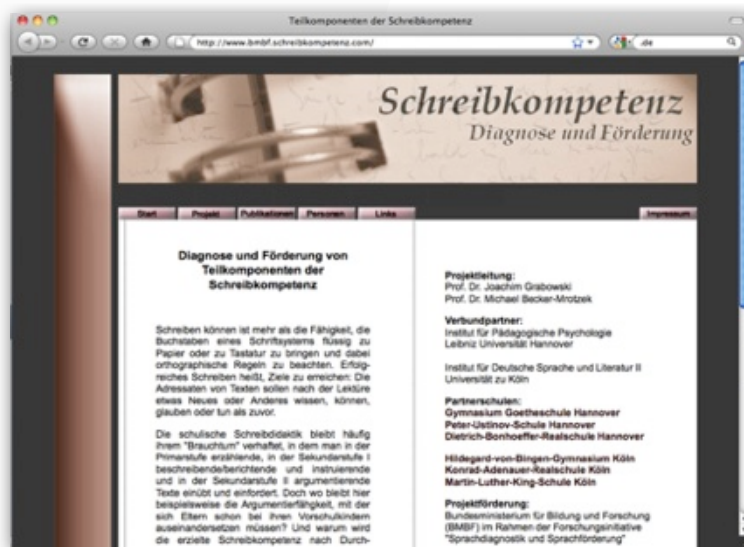 Teilkomponenten der Schreibkompetenz
http://www.bmbf.schreibkompetenz.com/
.de
Schreibkompetenz
Diagnose und Förderung
Start
Projekt
Publikationen
Personen
Links
Impressum
Diagnose und Förderung von
Teilkomponenten der
Schreibkompetenz
Schreiben können ist mehr als die Fähigkeit, die
Buchstaben eines Schriftsystems flüssig zu
Papier oder zu Tastatur zu bringen und dabei
orthographische Regeln zu beachten. Erfolg-
reiches Schreiben heißt, Ziele zu erreichen: Die
Adressaten von Texten sollen nach der Lektüre
etwas Neues oder Anderes wissen, können,
glauben oder tun als zuvor.
Die schulische Schreibdidaktik bleibt häufig
ihrem "Brauchtum" verhaftet, in dem man in der
Primarstufe erzählende, in der Sekundarstufe I
beschreibende/berichtende und instruierende
und in der Sekundarstufe II argumentierende
Texte einübt und einfordert. Doch wo bleibt hier
beispielsweise die Argumentierfähigkeit, mit der
sich Eltern schon bei ihren Vorschulkindern
auseinandersetzen müssen? Und warum wird
die erzielte Schreibkompetenz nach Durch-
Projektleitung:
Prof. Dr. Joachim Grabowski
Prof. Dr. Michael Becker-Mrotzek
Verbundpartner:
Institut für Pädagogische Psychologie
Leibniz Universität Hannover
Institut für Deutsche Sprache und Literatur II
Universität zu Köln
Partnerschulen:
Gymnasium Goetheschule Hannover
Peter-Ustinov-Schule Hannover
Dietrich-Bonhoeffer-Realschule Hannover
Hildegard-von-Bingen-Gymnasium Köln
Konrad-Adenauer-Realschule Köln
Martin-Luther-King-Schule Köln
Projektförderung:
Bundesministerium für Bildung und Forschung
(BMBF) im Rahmen der Forschungsinitiative
"Sprachdiagnostik und Sprachförderung"